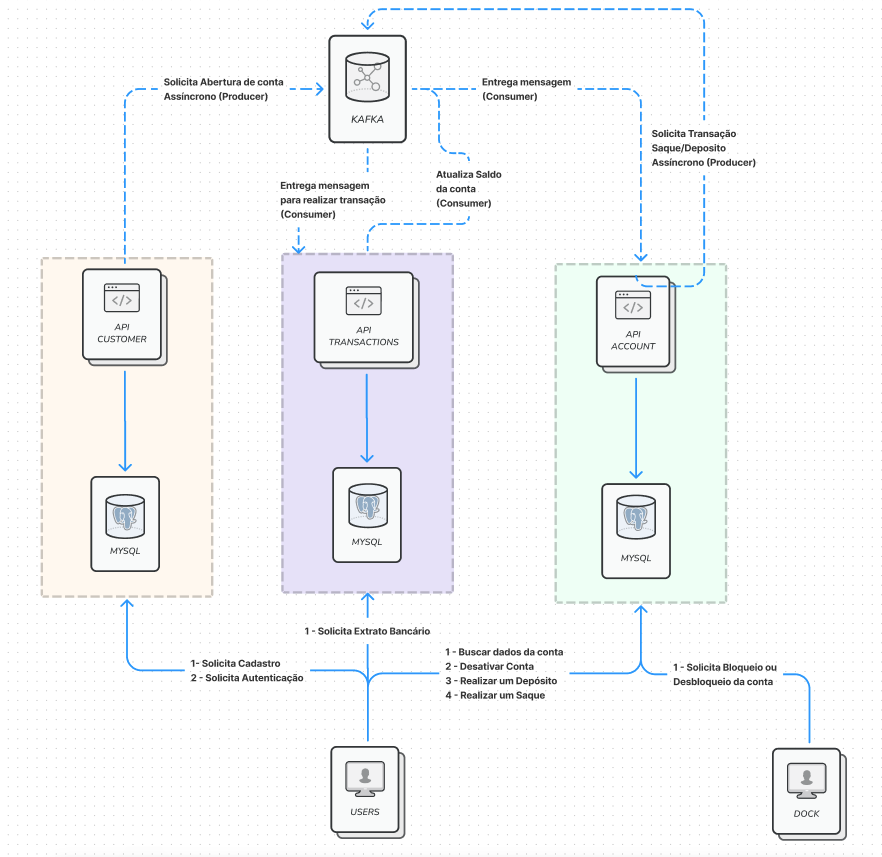 Solicita Abertura de conta
Assíncrono (Producer)
KAFKA
Entrega mensagem
(Consumer)
Solicita Transação
Saque/Deposito
Assíncrono (Producer)
Entrega mensagem
para realizar transação
(Consumer)
Atualiza Saldo
da conta
(Consumer)
API
CUSTOMER
API
TRANSACTIONS
API
ACCOUNT
MYSQL
MYSQL
MYSQL
1 - Solicita Extrato Bancário
1- Solicita Cadastro
2 - Solicita Autenticação
1 - Buscar dados da conta
2 - Desativar Conta
3 - Realizar um Depósito
4 - Realizar um Saque
1 - Solicita Bloqueio ou
Desbloqueio da conta
USERS
DOCK